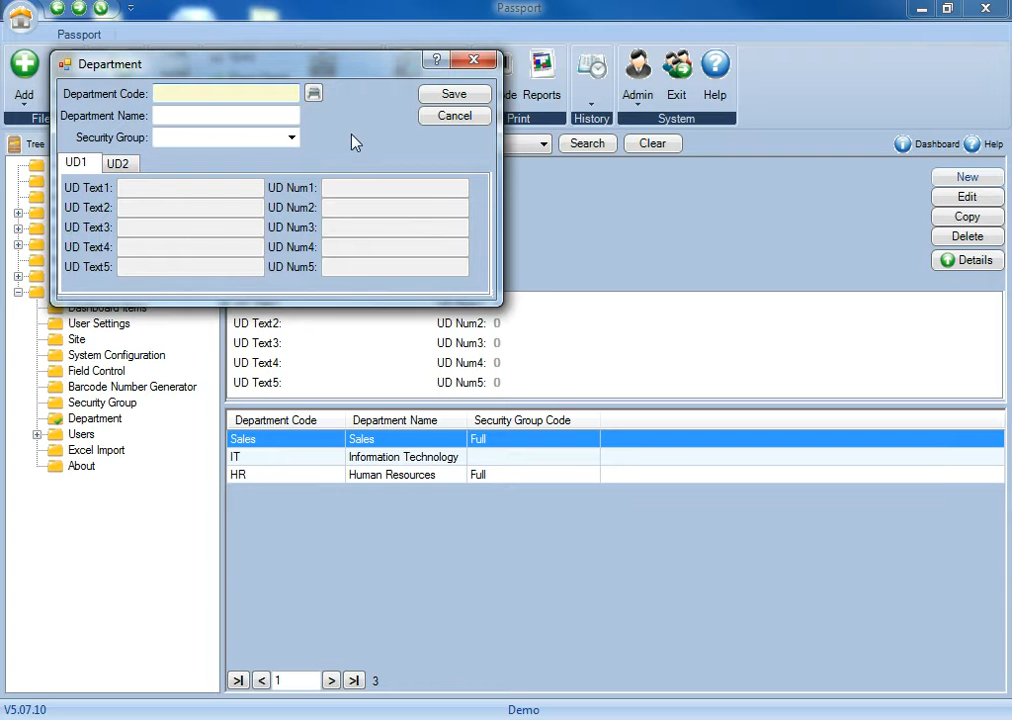 Passport
Passport
Department
Department Code:
Save
Department Name:
Cancel
Security Group:
UD1 UD2
UD Text1: UD Num1:
UD Text2: UD Num2:
UD Text3: UD Num3:
UD Text4: UD Num4:
UD Text5: UD Num5:
Add
Reports
Admin Exit Help
Print History System
Tree
Search Clear
Dashboard Help
New
Edit
Copy
Delete
Details
User Settings
Site
System Configuration
Field Control
Barcode Number Generator
Security Group
Department
Users
Excel Import
About
UD Text2: UD Num2: 0
UD Text3: UD Num3: 0
UD Text4: UD Num4: 0
UD Text5: UD Num5: 0
Department Code Department Name Security Group Code
Sales Sales Full
IT Information Technology
HR Human Resources Full
1 3
V5.07.10 Demo